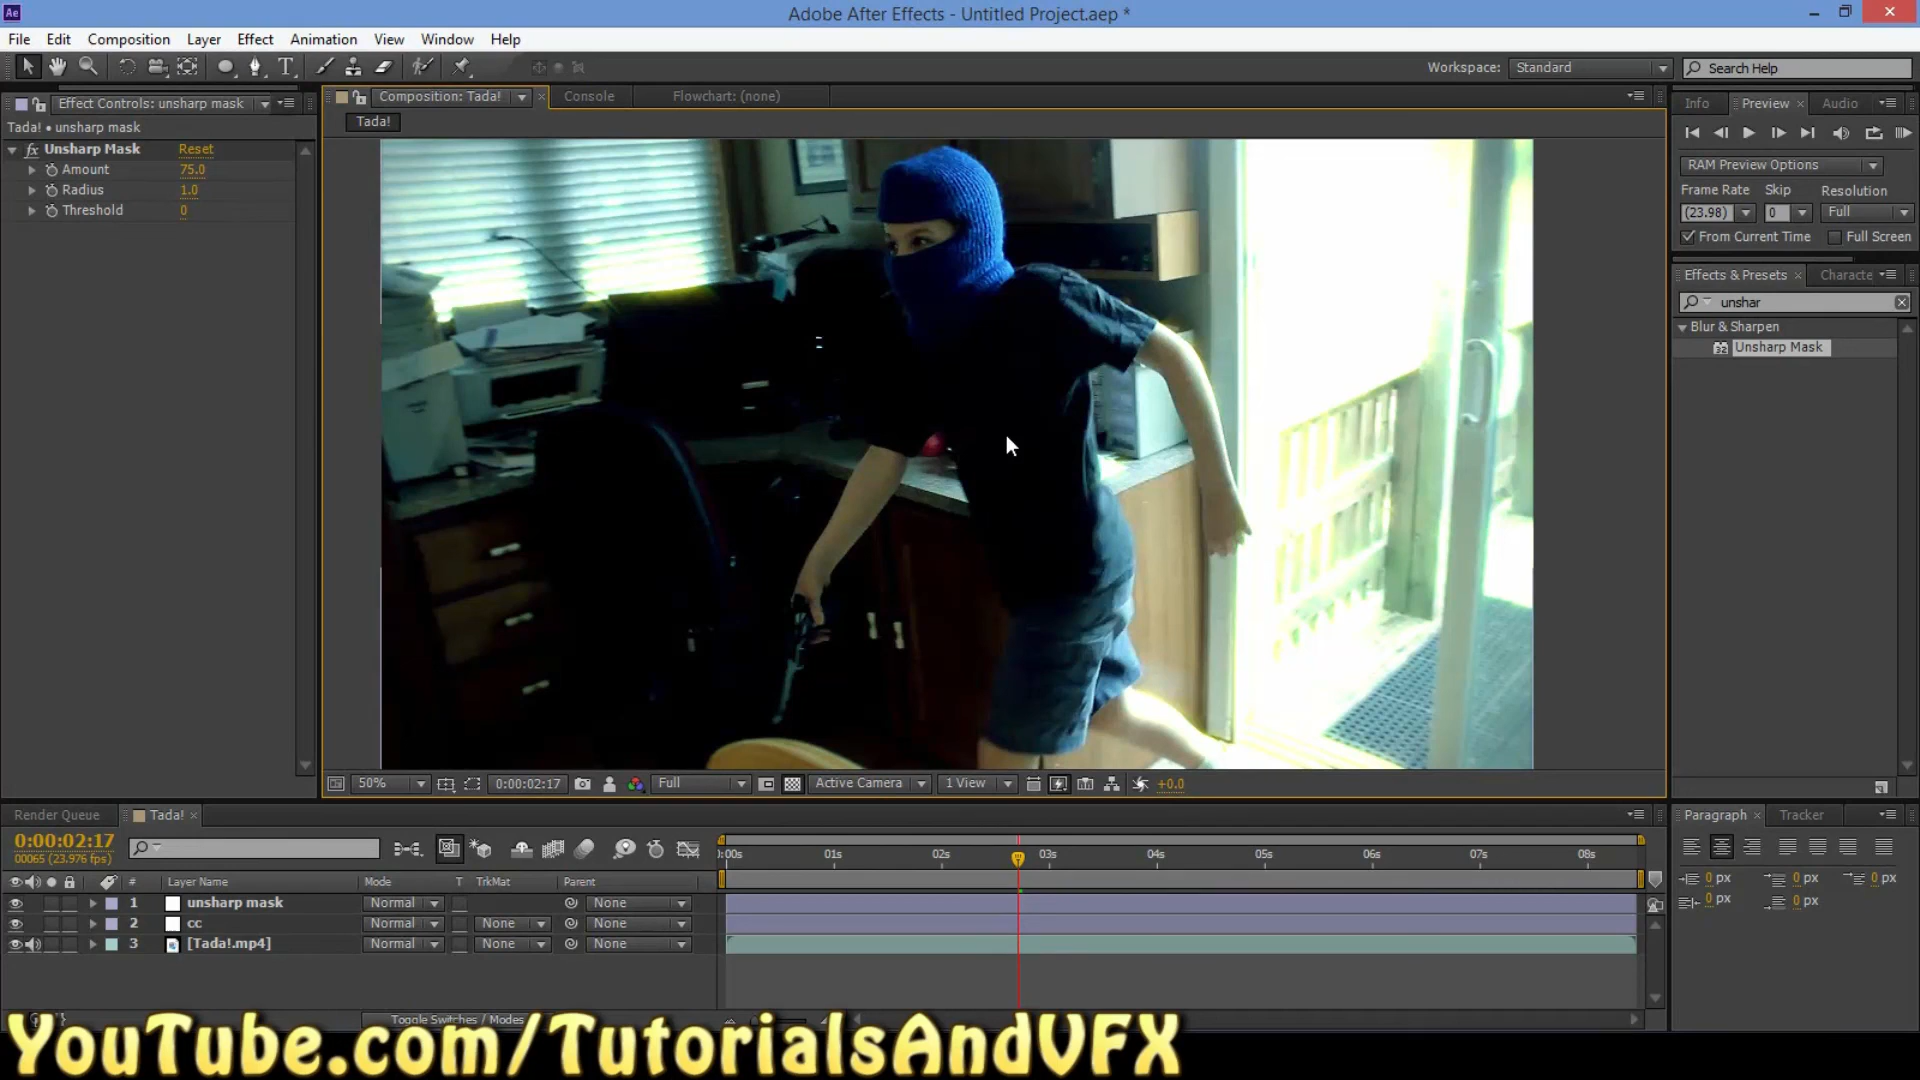 Ae
Adobe After Effects - Untitled Project.aep *
File Edit Composition Layer Effect Animation View Window Help
Workspace: Standard Search Help
Effect Controls: unsharp mask
Tada! • unsharp mask
fx Unsharp Mask Reset
Amount 75.0
Radius 1.0
Threshold 0
Composition: Tada! Console Flowchart: (none)
Tada!
Info Preview Audio
RAM Preview Options
Frame Rate Skip Resolution
(23.98) 0 Full
From Current Time Full Screen
Effects & Presets Characte
unshar
Blur & Sharpen
32 Unsharp Mask
50% 0:00:02:17 Full Active Camera 1 View +0.0
Render Queue Tada!
0:00:02:17
00065 (23.976 fps)
:00s 01s 02s 03s 04s 05s 06s 07s 08s
# Layer Name Mode T TrkMat Parent
1 unsharp mask Normal None
2 cc Normal None None
3 [Tada!.mp4] Normal None None
Toggle Switches / Modes
Paragraph Tracker
0 px 0 px 0 px
0 px 0 px
YouTube.com/TutorialsAndVFX